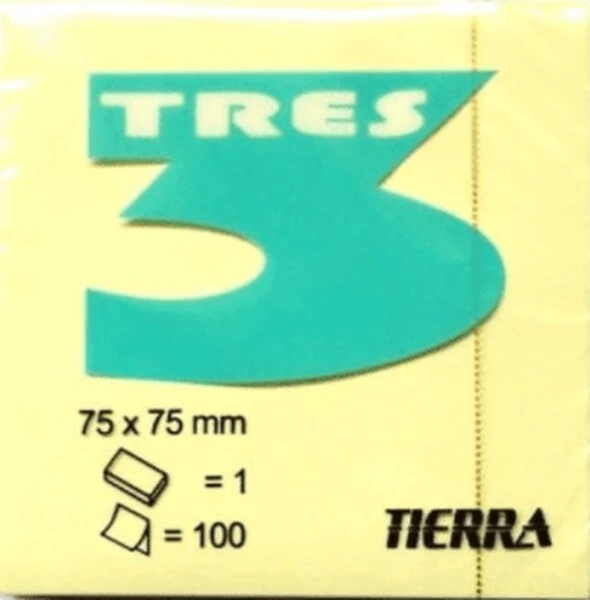 TRES
3
75 x 75 mm
= 1
= 100
TIERRA